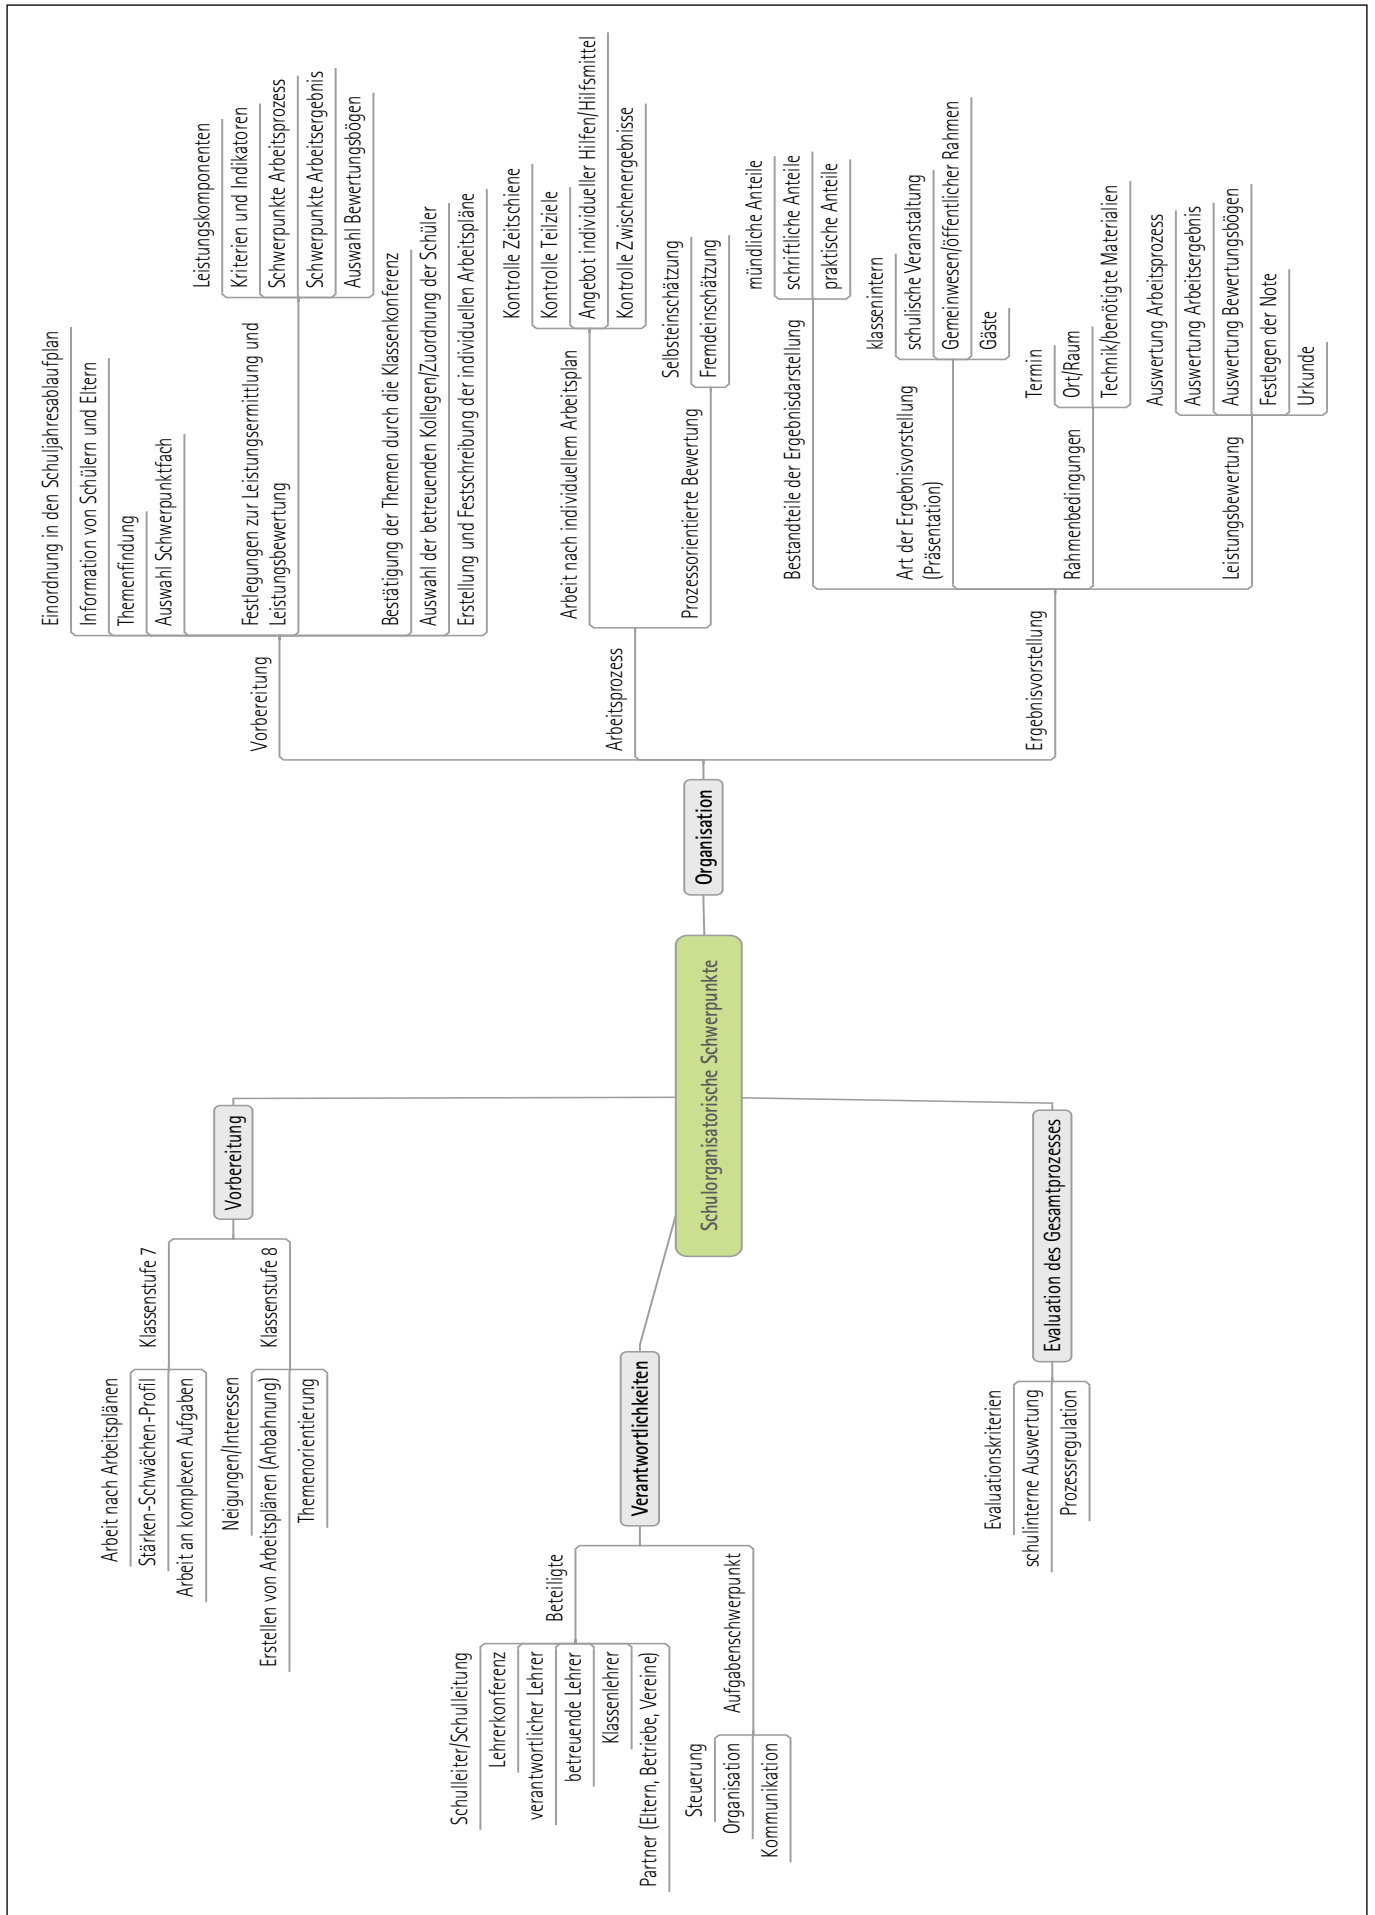 Schulorganisatorische Schwerpunkte
Vorbereitung
Klassenstufe 7
Arbeit nach Arbeitsplänen
Stärken-Schwächen-Profil
Arbeit an komplexen Aufgaben
Klassenstufe 8
Neigungen/Interessen
Erstellen von Arbeitsplänen (Anbahnung)
Themenorientierung
Verantwortlichkeiten
Beteiligte
Schulleiter/Schulleitung
Lehrerkonferenz
verantwortlicher Lehrer
betreuende Lehrer
Klassenlehrer
Partner (Eltern, Betriebe, Vereine)
Aufgabenschwerpunkt
Steuerung
Organisation
Kommunikation
Evaluation des Gesamtprozesses
Evaluationskriterien
schulinterne Auswertung
Prozessregulation
Organisation
Vorbereitung
Einordnung in den Schuljahresablaufplan
Information von Schülern und Eltern
Themenfindung
Auswahl Schwerpunktfach
Festlegungen zur Leistungsermittlung und
Leistungsbewertung
Leistungskomponenten
Kriterien und Indikatoren
Schwerpunkte Arbeitsprozess
Schwerpunkte Arbeitsergebnis
Auswahl Bewertungsbögen
Bestätigung der Themen durch die Klassenkonferenz
Auswahl der betreuenden Kollegen/Zuordnung der Schüler
Erstellung und Festschreibung der individuellen Arbeitspläne
Arbeitsprozess
Arbeit nach individuellem Arbeitsplan
Kontrolle Zeitschiene
Kontrolle Teilziele
Angebot individueller Hilfen/Hilfsmittel
Kontrolle Zwischenergebnisse
Prozessorientierte Bewertung
Selbsteinschätzung
Fremdeinschätzung
Ergebnisvorstellung
Bestandteile der Ergebnisdarstellung
mündliche Anteile
schriftliche Anteile
praktische Anteile
Art der Ergebnisvorstellung
(Präsentation)
klassenintern
schulische Veranstaltung
Gemeinwesen/öffentlicher Rahmen
Gäste
Rahmenbedingungen
Termin
Ort/Raum
Technik/benötigte Materialien
Leistungsbewertung
Auswertung Arbeitsprozess
Auswertung Arbeitsergebnis
Auswertung Bewertungsbögen
Festlegen der Note
Urkunde